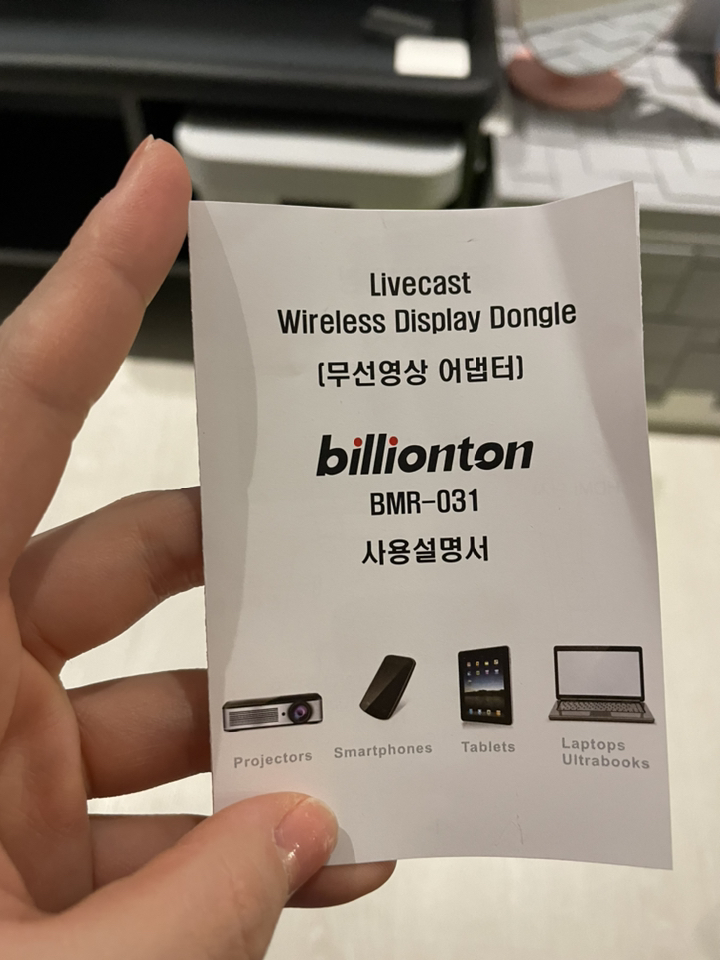 Livecast
Wireless Display Dongle
(무선영상 어댑터)
billionton
BMR-031
사용설명서
Projectors
Smartphones
Tablets
Laptops
Ultrabooks